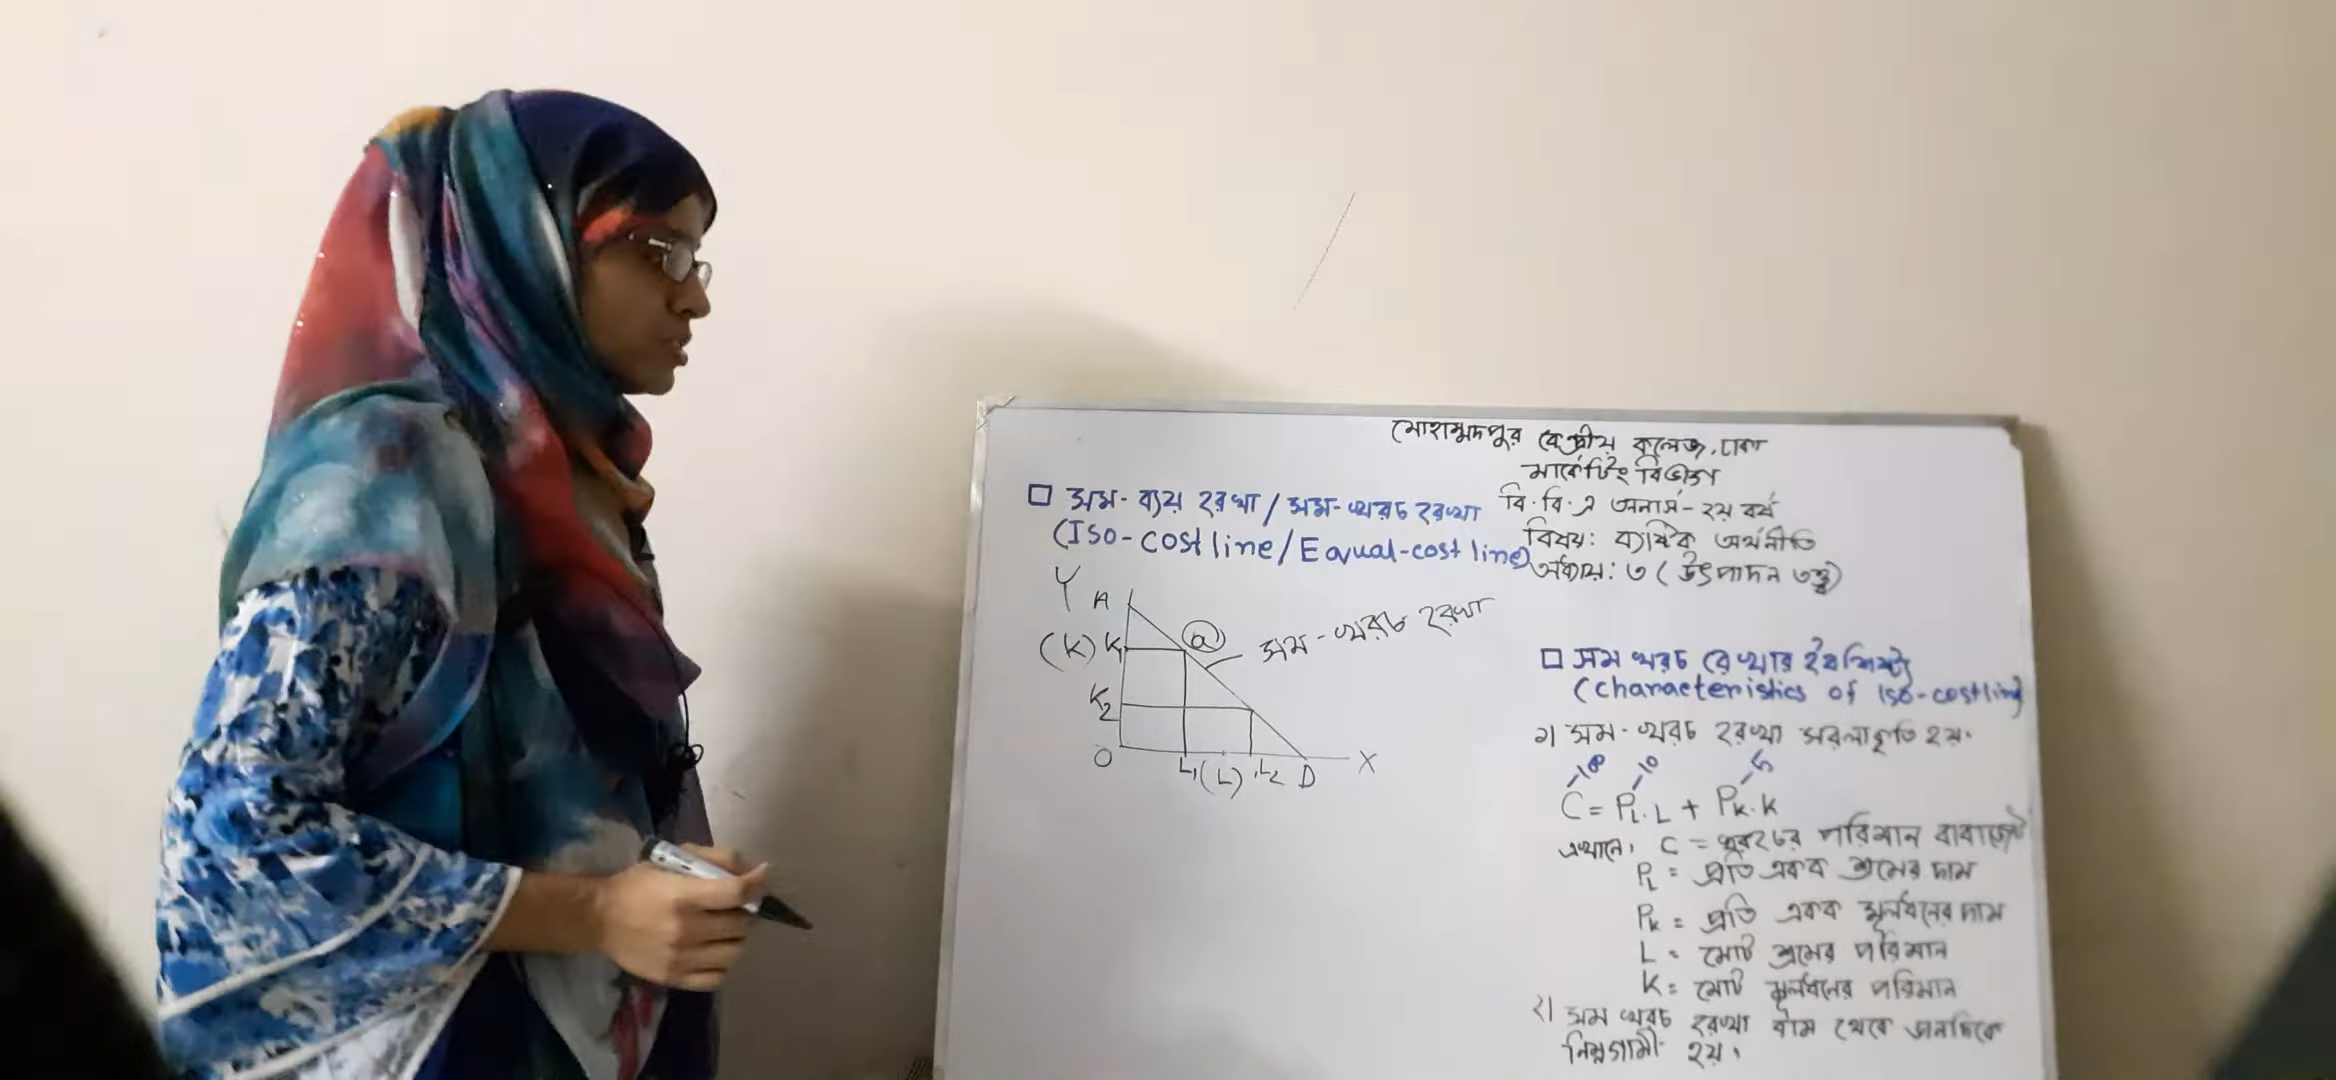 মোহাম্মদপুর কেন্দ্রীয় কলেজ, ঢাকা
মার্কেটিং বিভাগ
বি.বি.এ অনার্স - ২য় বর্ষ
বিষয়: ব্যষ্টিক অর্থনীতি
অধ্যায়: ৩ ( উৎপাদন তত্ত্ব)
□ সম-ব্যয় রেখা / সম-খরচ রেখা
(Iso-cost line/Equal-cost line)
Y A
(K) K₁ a
সম-খরচ রেখা
K₂
O L₁ (L) L₂ D X
□ সম খরচ রেখার বৈশিষ্ট্য
(characteristics of Iso-costline)
১। সম-খরচ রেখা সরলাকৃতি হয়।
10 5
C = PL.L + PK.K
এখানে, C = খরচের পরিমান বা বাজেট
PL = প্রতি একক শ্রমের দাম
PK = প্রতি একক মূলধনের দাম
L = মোট শ্রমের পরিমান
K = মোট মূলধনের পরিমান
২। সম খরচ রেখা বাম থেকে ডানদিকে
নিম্নগামী হয়।